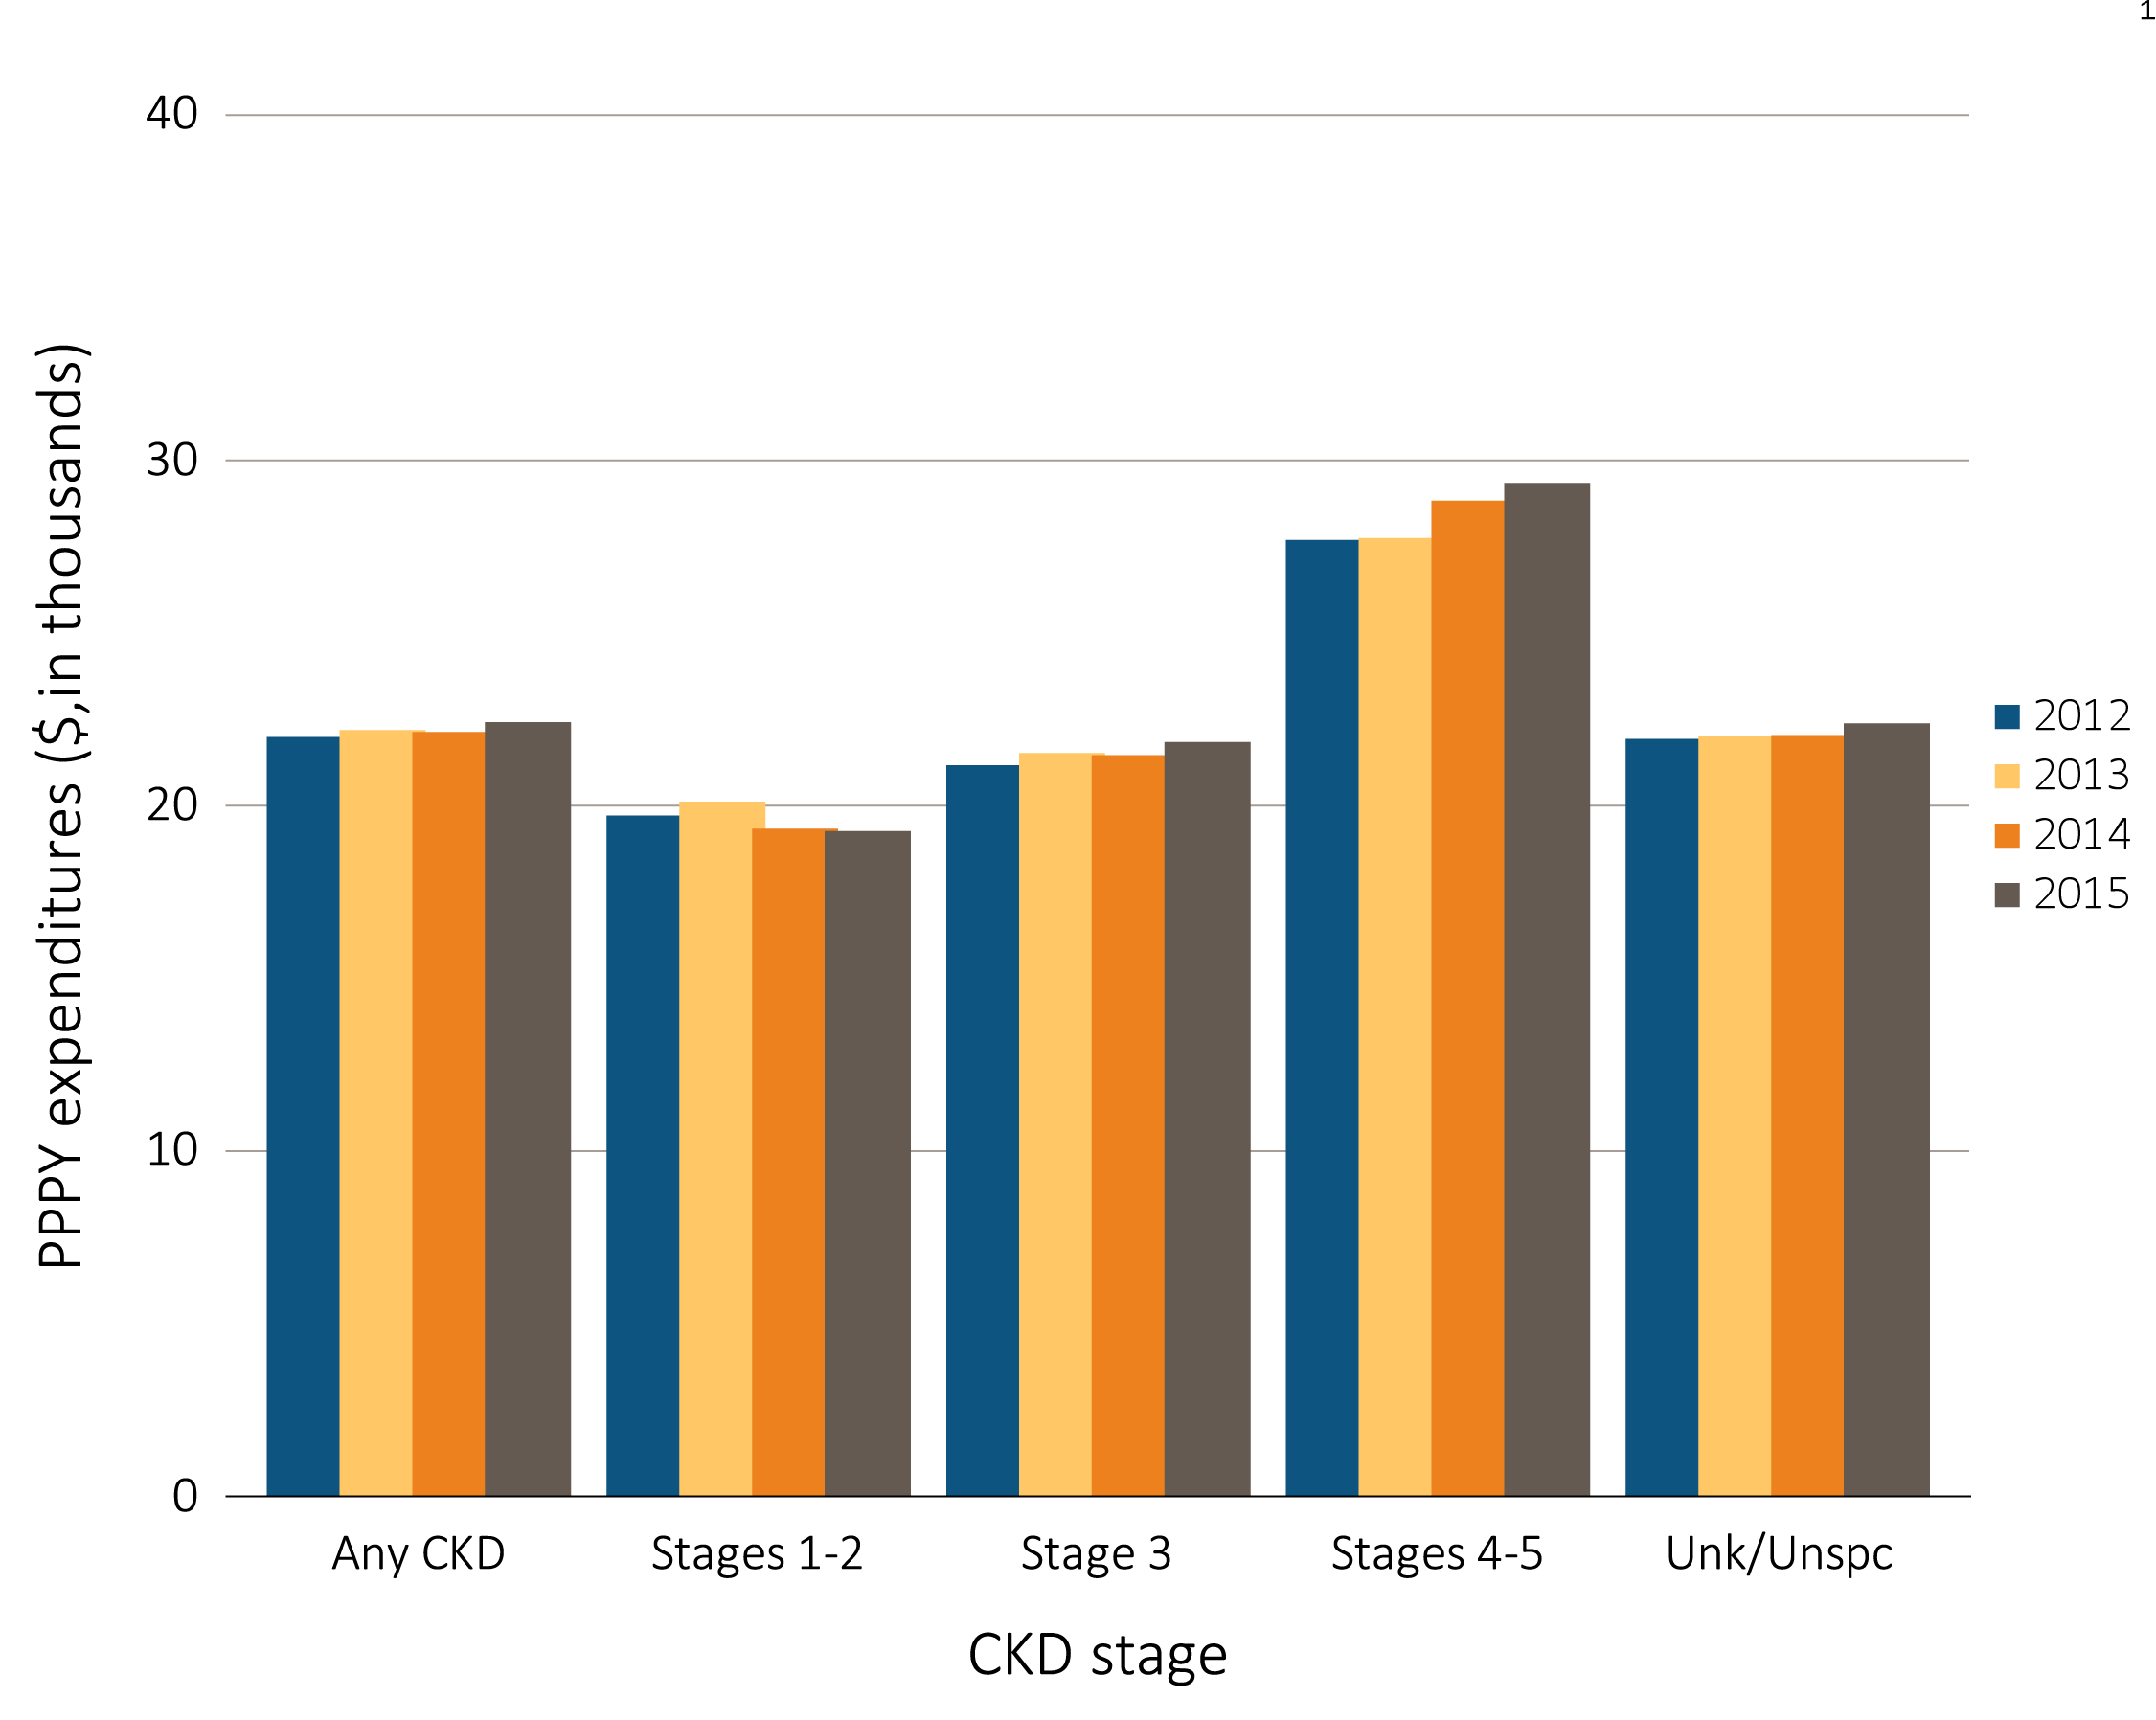 1
40
30
20
10
0
PPPY expenditures ($,in thousands)
2012
2013
2014
2015
Any CKD
Stages 1-2
Stage 3
Stages 4-5
Unk/Unspc
CKD stage